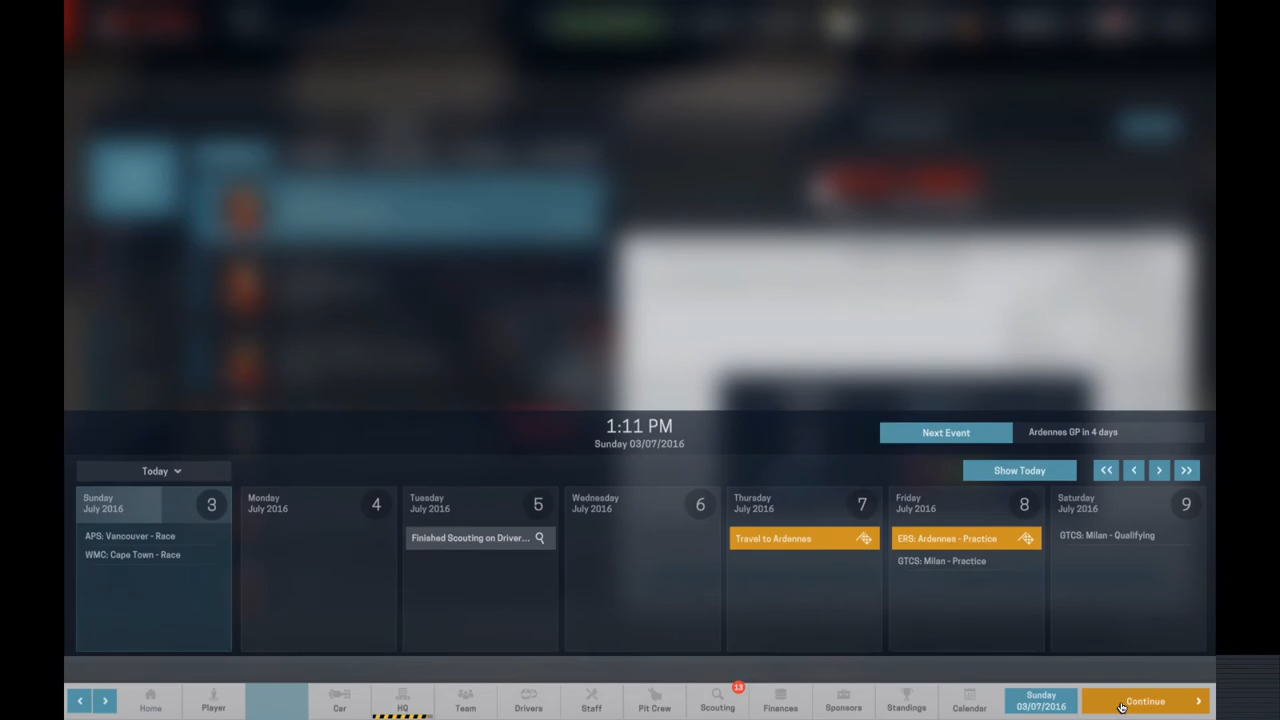 1:11 PM
Sunday 03/07/2016
Next Event
Ardennes GP in 4 days
Today
Show Today
<< < > >>
Sunday
July 2016
3
APS: Vancouver - Race
WMC: Cape Town - Race
Monday
July 2016
4
Tuesday
July 2016
5
Finished Scouting on Driver...
Wednesday
July 2016
6
Thursday
July 2016
7
Travel to Ardennes
Friday
July 2016
8
ERS: Ardennes - Practice
GTCS: Milan - Practice
Saturday
July 2016
9
GTCS: Milan - Qualifying
< >
Home
Player
Car
HQ
Team
Drivers
Staff
Pit Crew
Scouting
13
Finances
Sponsors
Standings
Calendar
Sunday
03/07/2016
Continue >